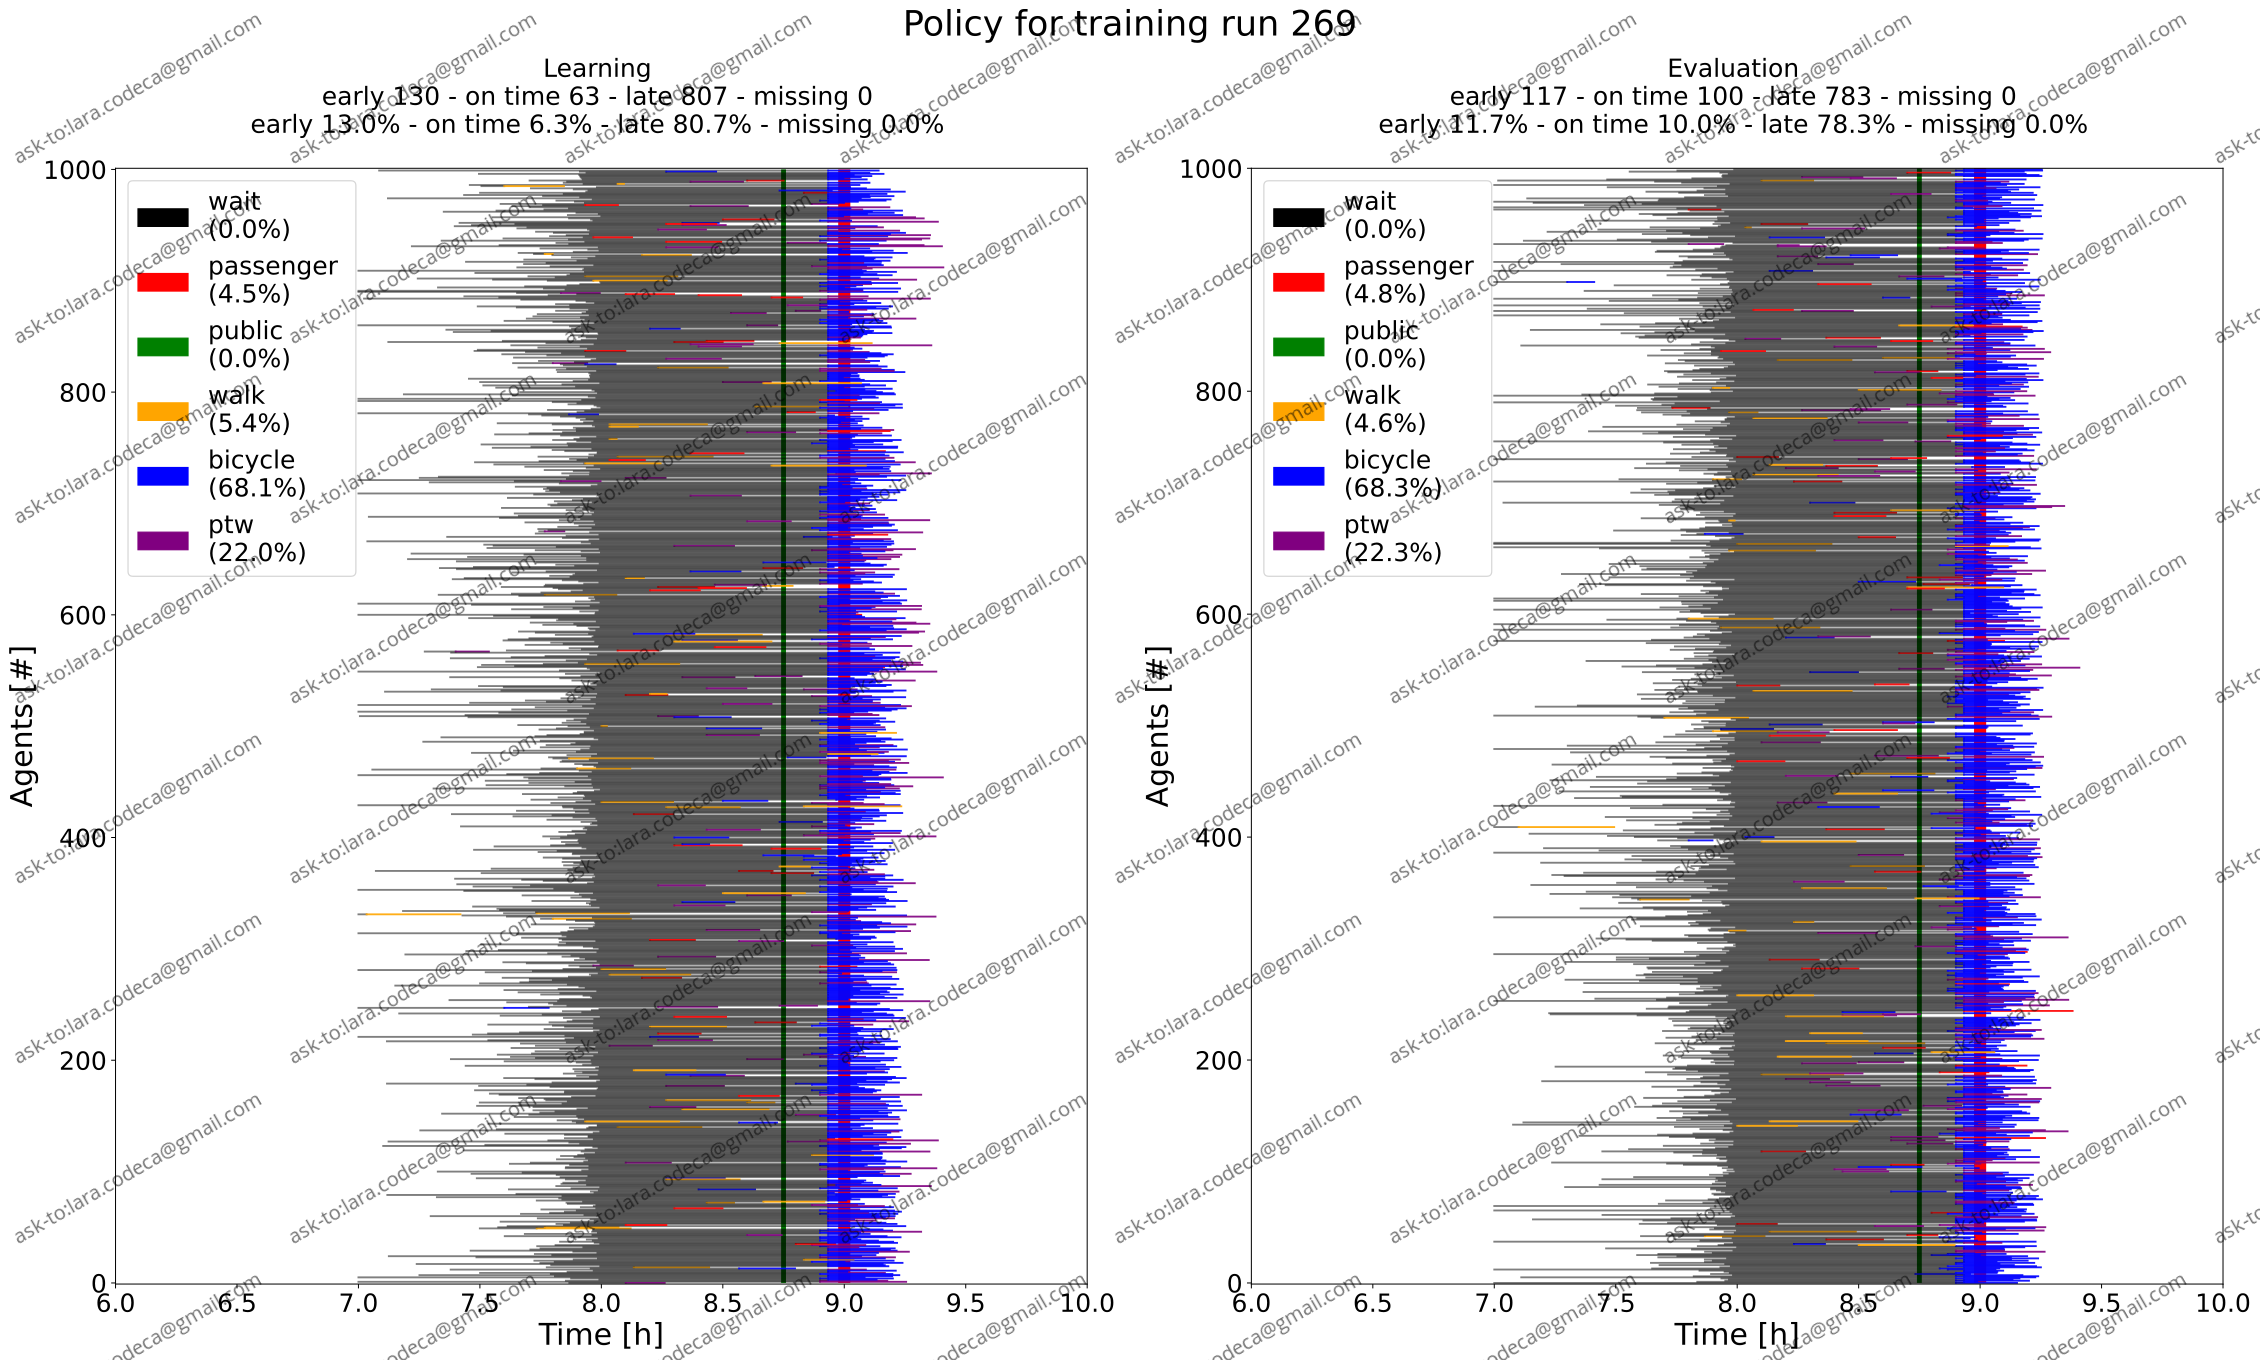 Policy for training run 269
Learning
early 130 - on time 63 - late 807 - missing 0
early 13.0% - on time 6.3% - late 80.7% - missing 0.0%
1000
800
600
400
200
0
Agents [#]
wait
(0.0%)
passenger
(4.5%)
public
(0.0%)
walk
(5.4%)
bicycle
(68.1%)
ptw
(22.0%)
6.0 6.5 7.0 7.5 8.0 8.5 9.0 9.5 10.0
Time [h]
Evaluation
early 117 - on time 100 - late 783 - missing 0
early 11.7% - on time 10.0% - late 78.3% - missing 0.0%
1000
800
600
400
200
0
Agents [#]
wait
(0.0%)
passenger
(4.8%)
public
(0.0%)
walk
(4.6%)
bicycle
(68.3%)
ptw
(22.3%)
6.0 6.5 7.0 7.5 8.0 8.5 9.0 9.5 10.0
Time [h]
ask-to:lara.codeca@gmail.com